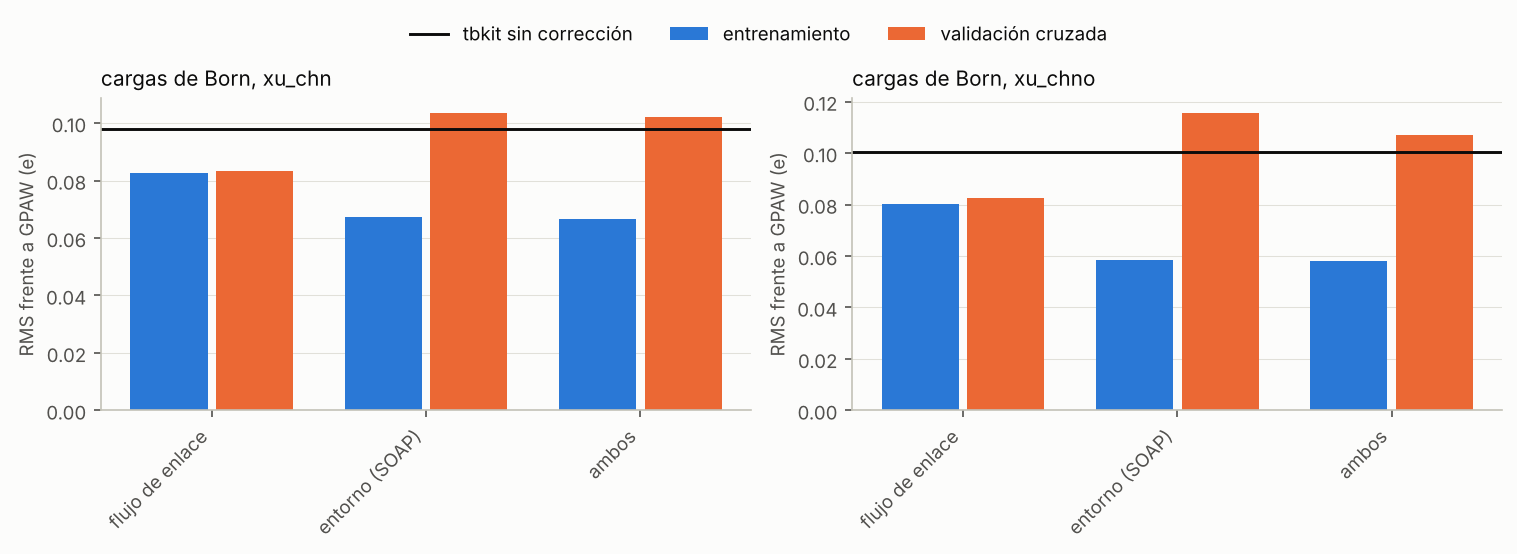 tbkit sin corrección
entrenamiento
validación cruzada
cargas de Born, xu_chn
RMS frente a GPAW (e)
0.10
0.08
0.06
0.04
0.02
0.00
flujo de enlace
entorno (SOAP)
ambos
cargas de Born, xu_chno
RMS frente a GPAW (e)
0.12
0.10
0.08
0.06
0.04
0.02
0.00
flujo de enlace
entorno (SOAP)
ambos